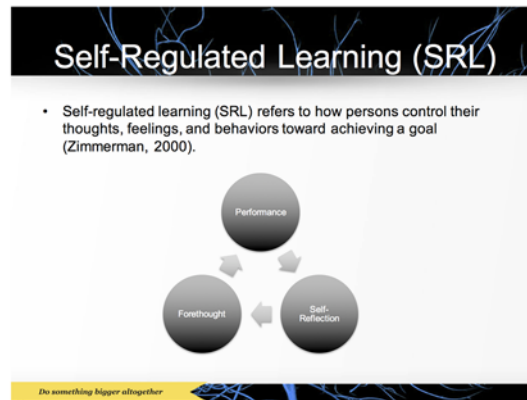 Self-Regulated Learning (SRL)
• Self-regulated learning (SRL) refers to how persons control their
thoughts, feelings, and behaviors toward achieving a goal
(Zimmerman, 2000).
Performance
Forethought
Self-
Reflection
Do something bigger altogether